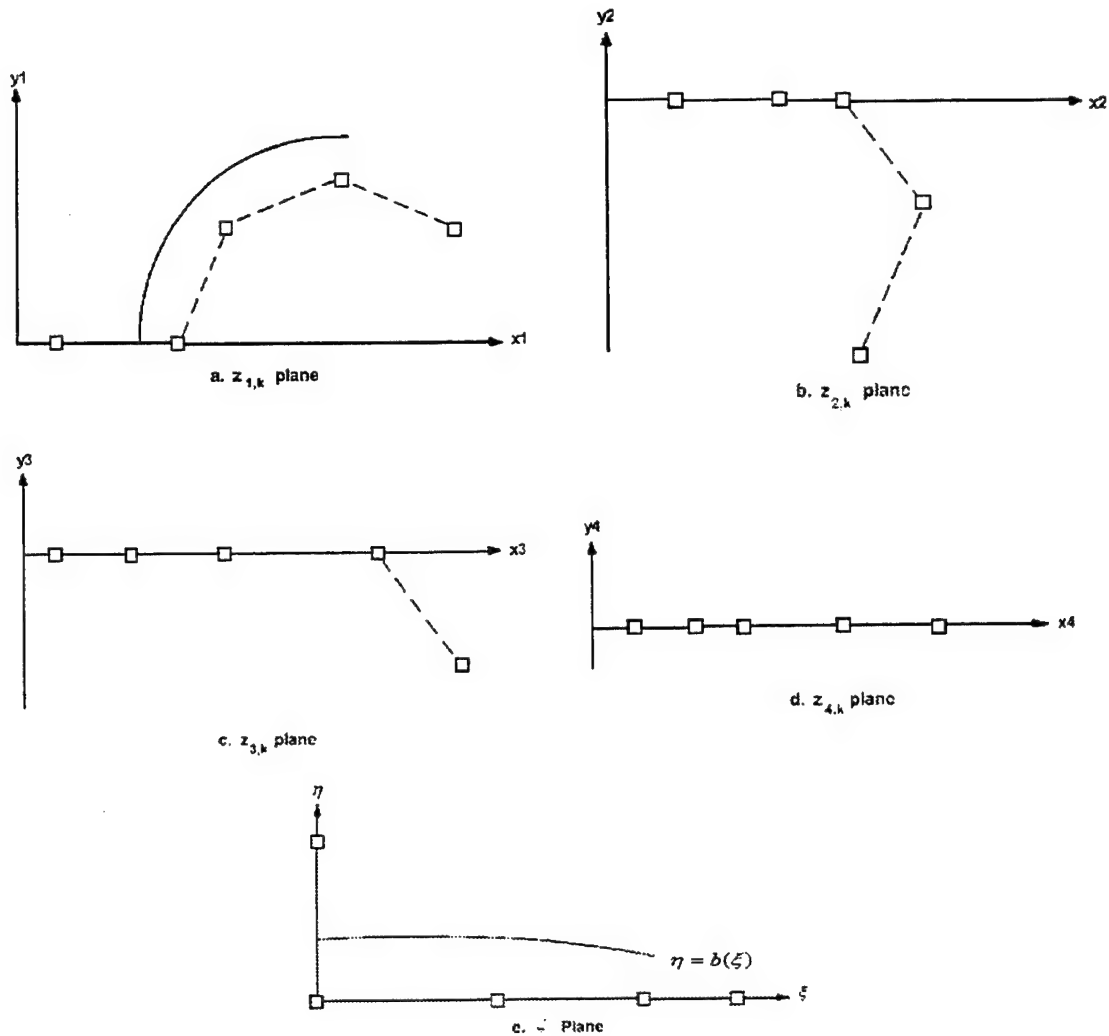 y1
x1
a. z1,k plane
y2
x2
b. z2,k plane
y3
x3
c. z3,k plane
y4
x4
d. z4,k plane
η
η = b(ξ)
ξ
Plane